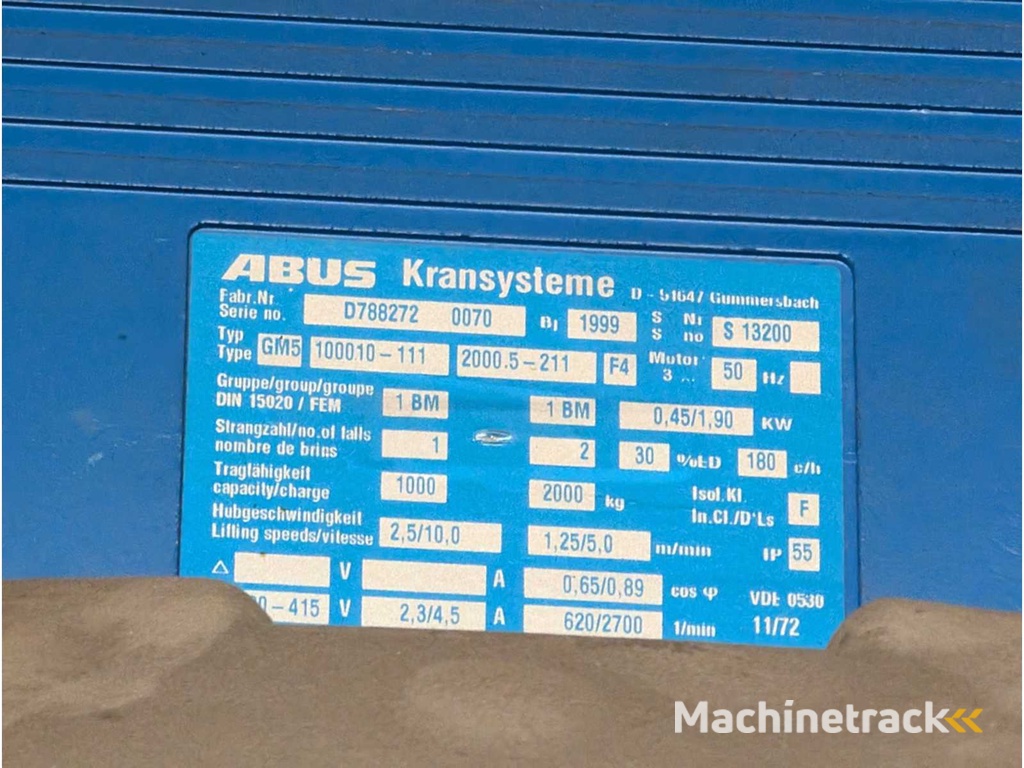 ABUS Kransysteme D - 51647 Gummersbach
Fabr.Nr. Serie no. D788272 0070 Bj 1999 S Nr S no S 13200
Typ Type GM5 100010-111 2000.5-211 F4 Motor 3 50 Hz
Gruppe/group/groupe
DIN 15020 / FEM 1 BM 1 BM 0,45/1,90 KW
Strangzahl/no.of falls
nombre de brins 1 2 30 %ED 180 c/h
Traglähigkeit
capacity/charge 1000 2000 kg Isol.Kl. In.Cl./D'Ls F
Hubgeschwindigkeit
Lifting speeds/vitesse 2,5/10,0 1,25/5,0 m/min IP 55
△ V A 0,65/0,89 cos φ VDE 0530
0-415 V 2,3/4,5 A 620/2700 1/min 11/72
Machinetrack